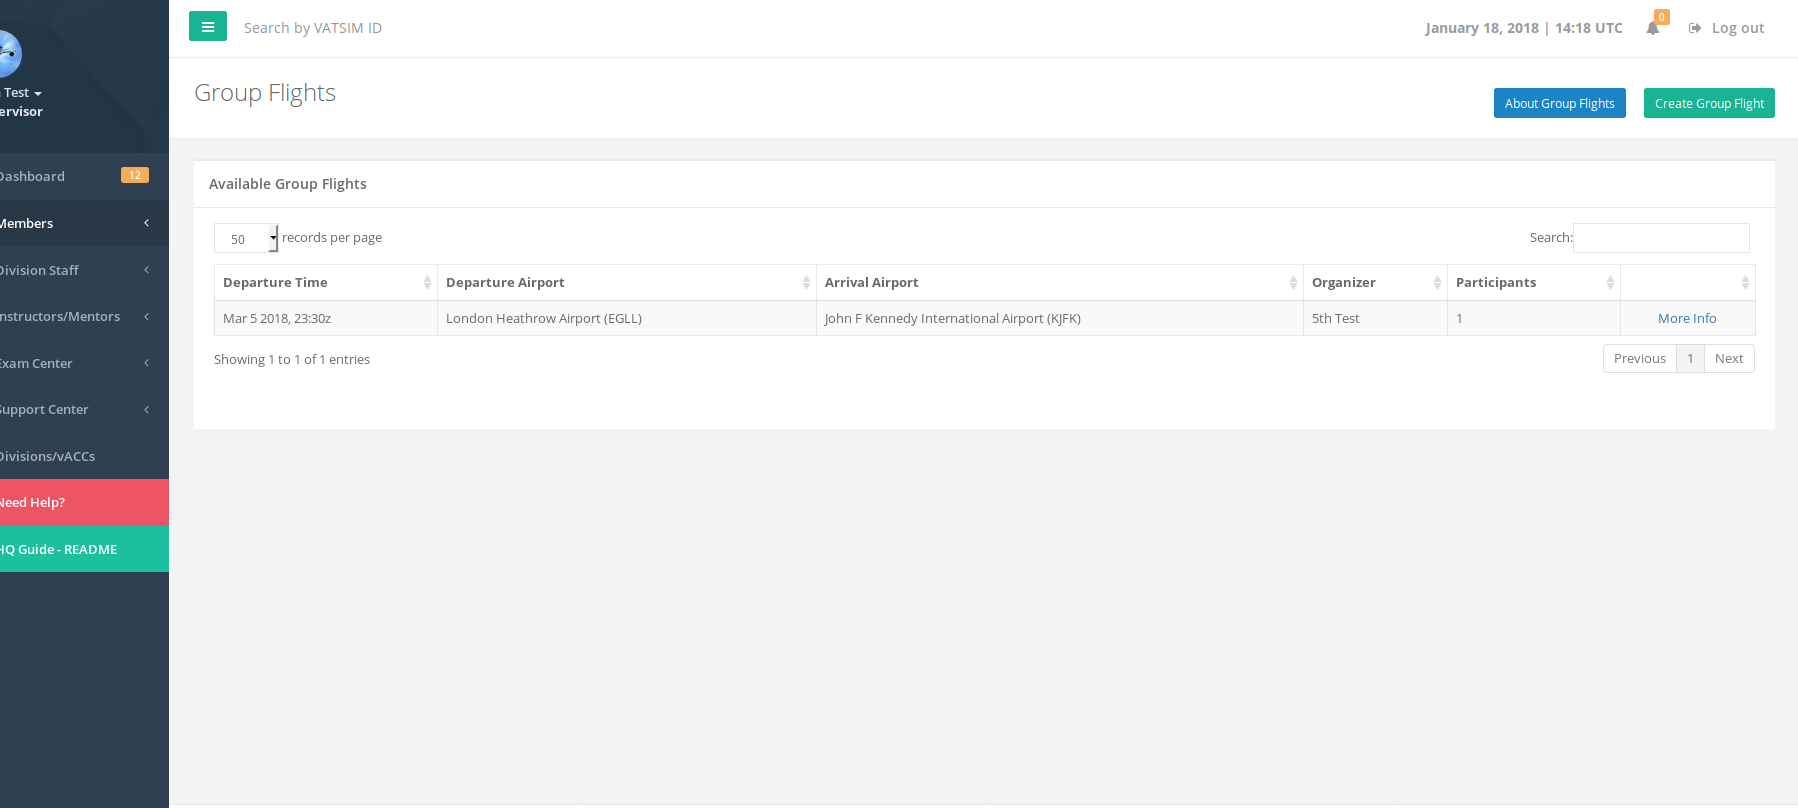 Search by VATSIM ID
January 18, 2018 | 14:18 UTC
0
Log out
Test
Group Flights
About Group Flights
Create Group Flight
Dashboard
12
Members
Division Staff
Instructors/Mentors
Exam Center
Support Center
Divisions/vACCs
Need Help?
HQ Guide - README
Available Group Flights
50 records per page
Search:
Departure Time Departure Airport Arrival Airport Organizer Participants
Mar 5 2018, 23:30z London Heathrow Airport (EGLL) John F Kennedy International Airport (KJFK) 5th Test 1 More Info
Showing 1 to 1 of 1 entries
Previous 1 Next